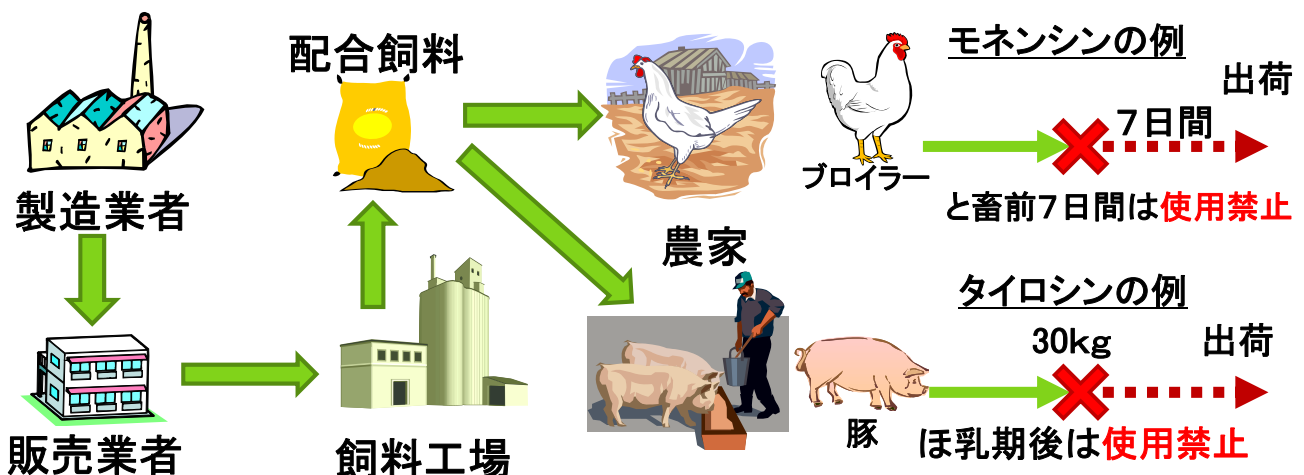 製造業者
販売業者
飼料工場
配合飼料
農家
モネンシンの例
出荷
7日間
ブロイラー
と畜前7日間は使用禁止
タイロシンの例
30kg
出荷
豚
ほ乳期後は使用禁止